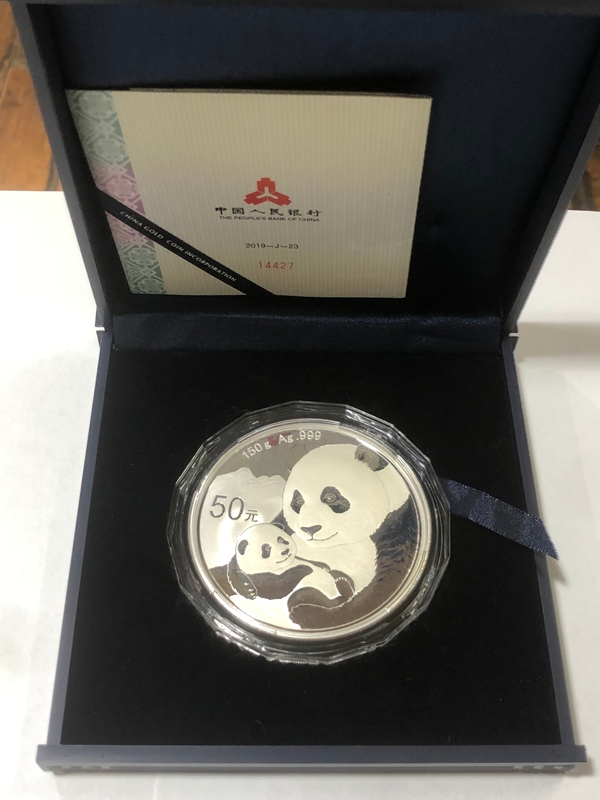 中国人民银行
THE PEOPLE'S BANK OF CHINA
2019—J—23
14427
CHINA GOLD COIN INCORPORATION
150g Ag.999
50元